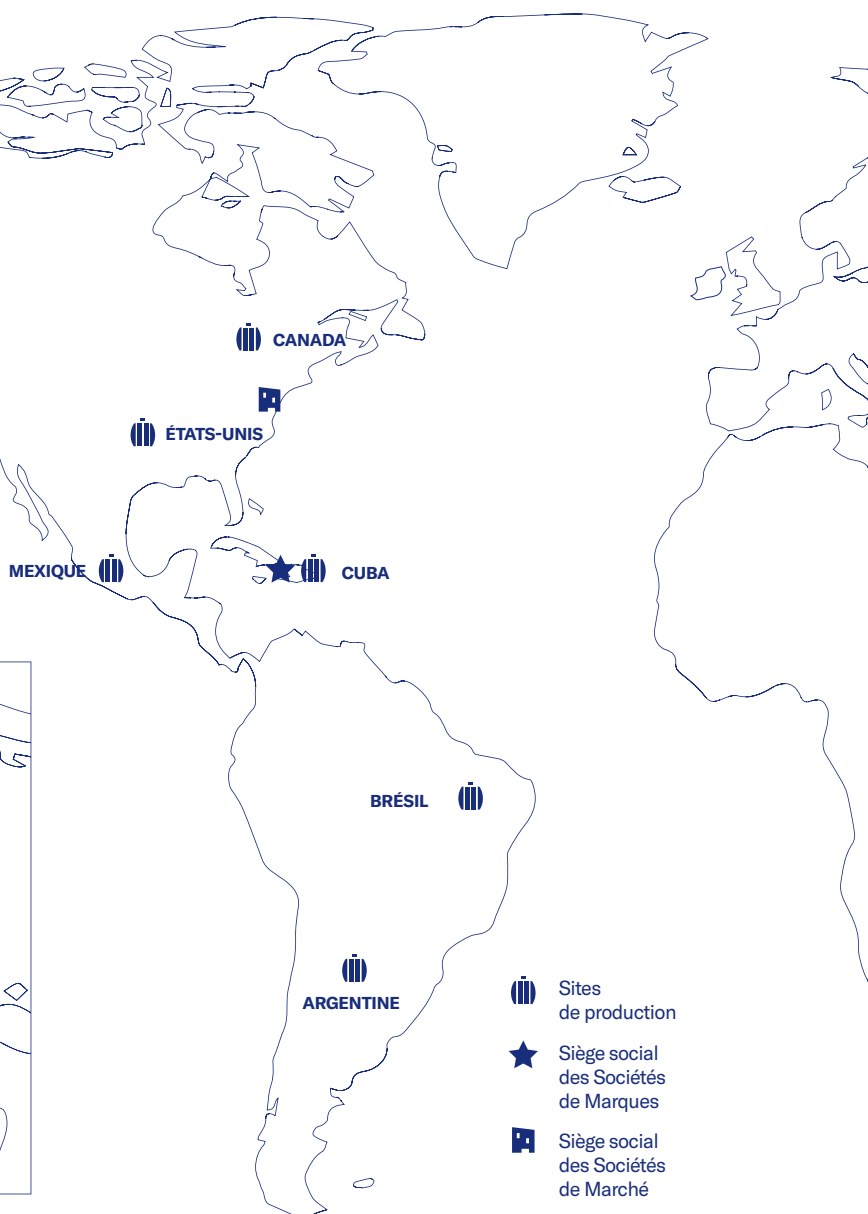 CANADA
ÉTATS-UNIS
MEXIQUE
CUBA
BRÉSIL
ARGENTINE
Sites
de production
Siège social
des Sociétés
de Marques
Siège social
des Sociétés
de Marché